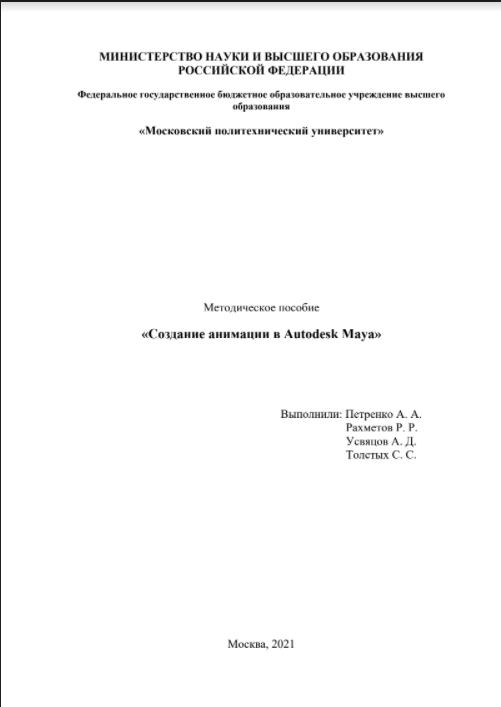 МИНИСТЕРСТВО НАУКИ И ВЫСШЕГО ОБРАЗОВАНИЯ
РОССИЙСКОЙ ФЕДЕРАЦИИ
Федеральное государственное бюджетное образовательное учреждение высшего
образования
«Московский политехнический университет»
Методическое пособие
«Создание анимации в Autodesk Maya»
Выполнили: Петренко А. А.
Рахметов Р. Р.
Усвяцов А. Д.
Толстых С. С.
Москва, 2021